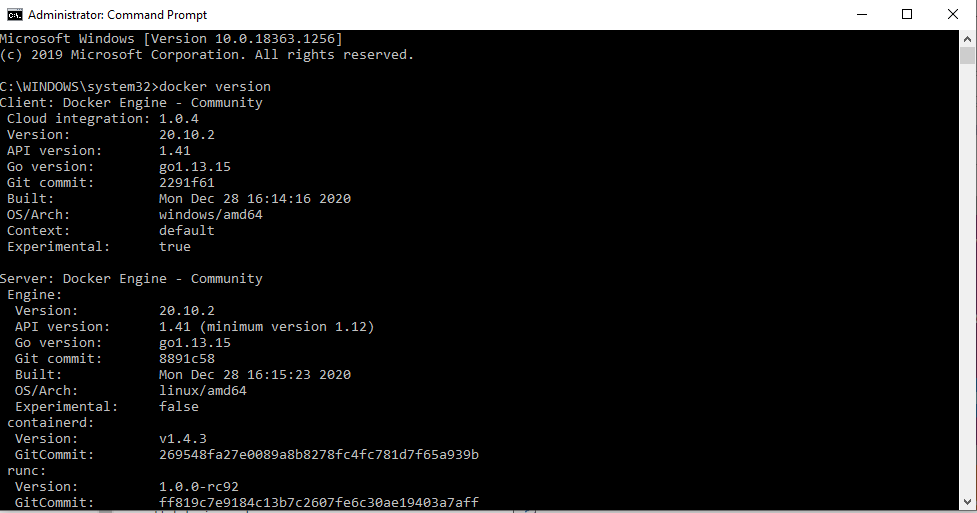 Administrator: Command Prompt
Microsoft Windows [Version 10.0.18363.1256]
(c) 2019 Microsoft Corporation. All rights reserved.
C:\WINDOWS\system32>docker version
Client: Docker Engine - Community
Cloud integration: 1.0.4
Version: 20.10.2
API version: 1.41
Go version: go1.13.15
Git commit: 2291f61
Built: Mon Dec 28 16:14:16 2020
OS/Arch: windows/amd64
Context: default
Experimental: true
Server: Docker Engine - Community
Engine:
Version: 20.10.2
API version: 1.41 (minimum version 1.12)
Go version: go1.13.15
Git commit: 8891c58
Built: Mon Dec 28 16:15:23 2020
OS/Arch: linux/amd64
Experimental: false
containerd:
Version: v1.4.3
GitCommit: 269548fa27e0089a8b8278fc4fc781d7f65a939b
runc:
Version: 1.0.0-rc92
GitCommit: ff819c7e9184c13b7c2607fe6c30ae19403a7aff